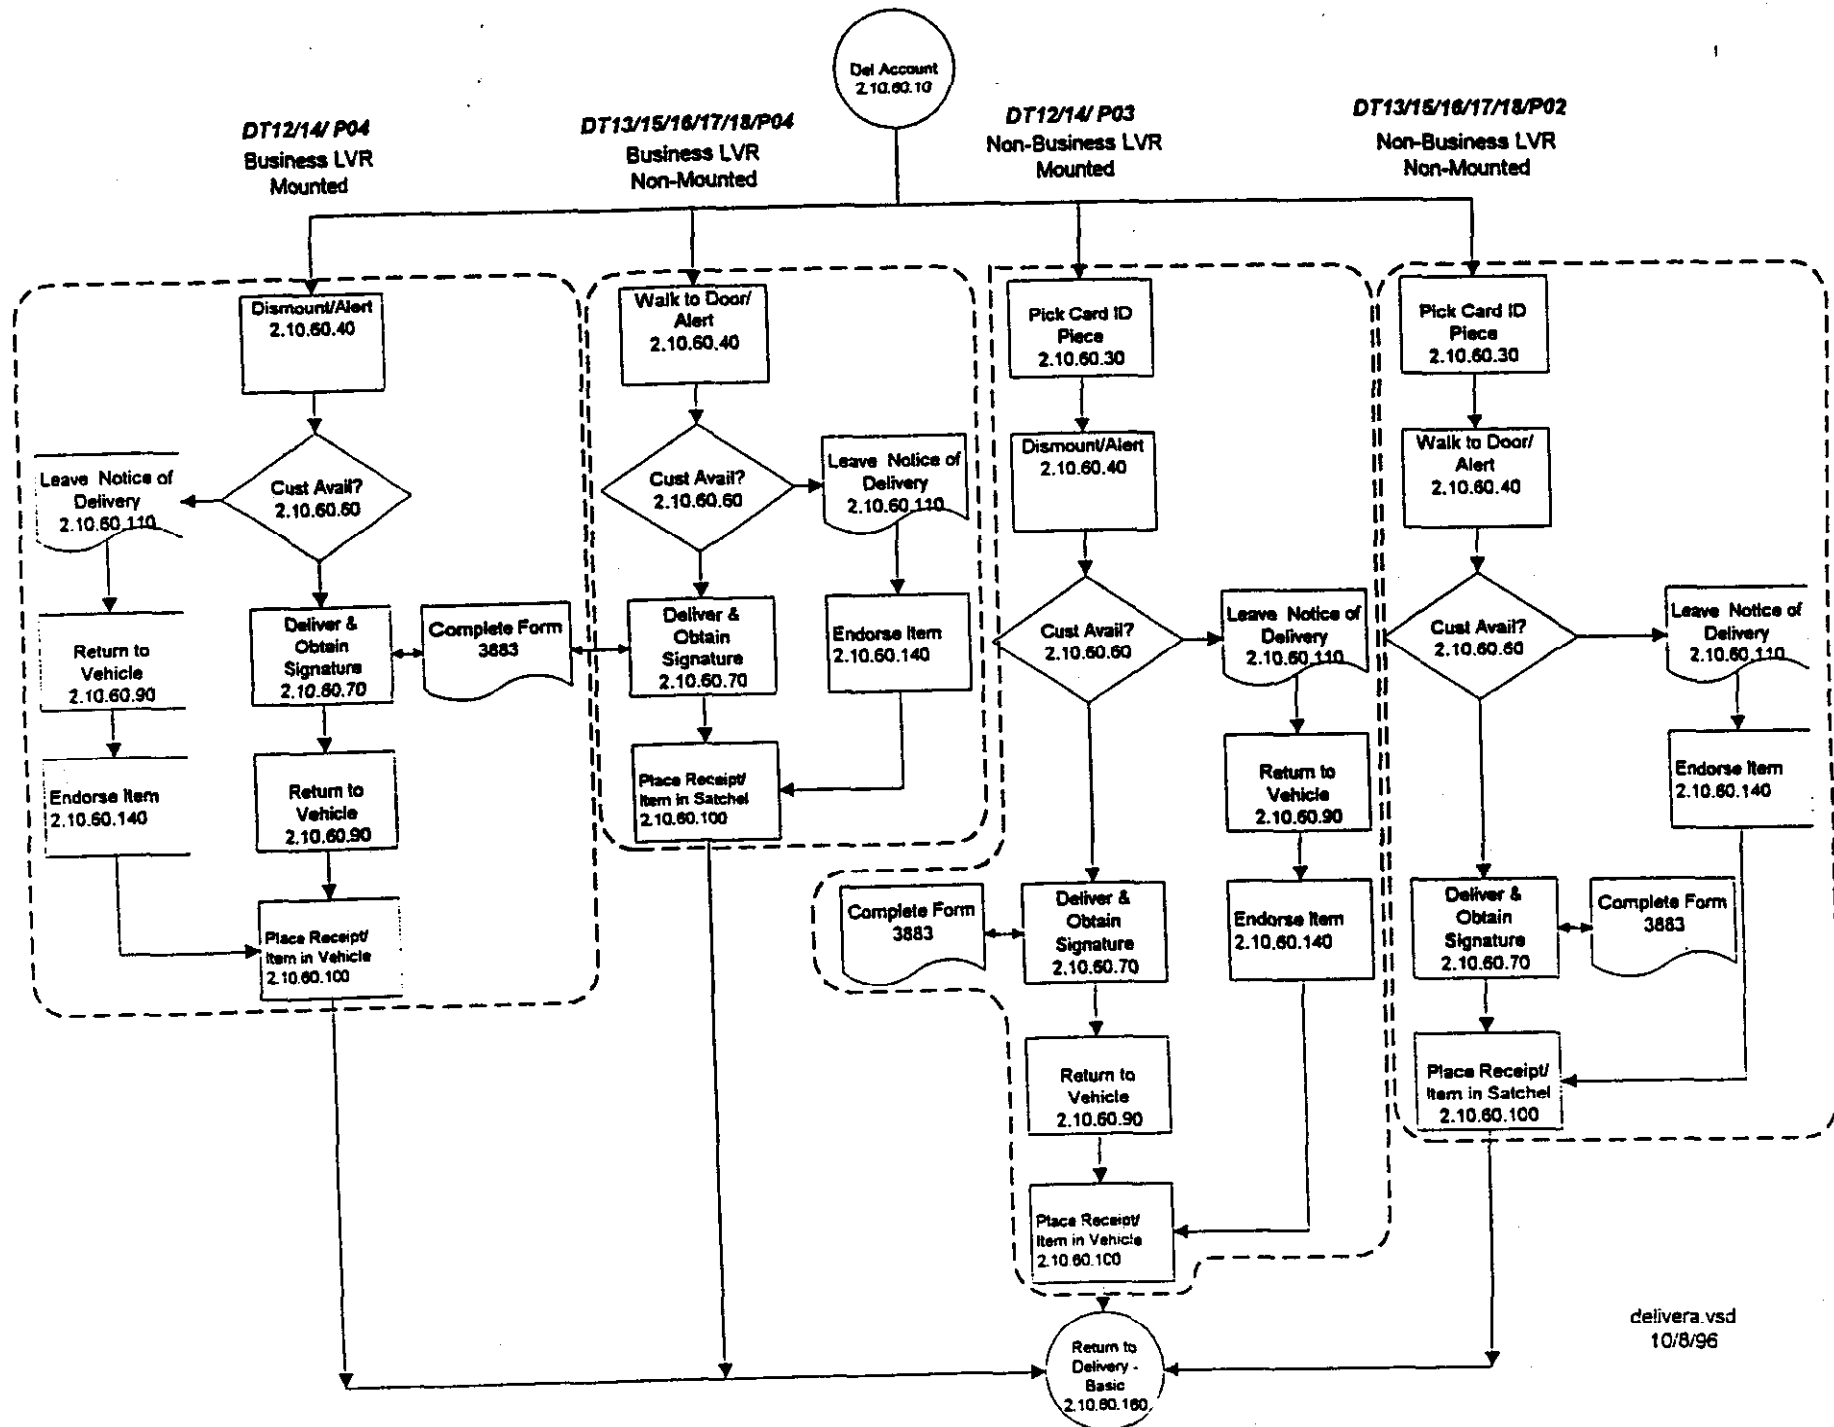 Del Account
2.10.60.10
DT12/14/ P04
Business LVR
Mounted
DT13/15/16/17/18/P04
Business LVR
Non-Mounted
DT12/14/ P03
Non-Business LVR
Mounted
DT13/15/16/17/18/P02
Non-Business LVR
Non-Mounted
Dismount/Alert
2.10.60.40
Cust Avail?
2.10.60.60
Leave Notice of
Delivery
2.10.60.110
Return to
Vehicle
2.10.60.90
Endorse Item
2.10.60.140
Deliver &
Obtain
Signature
2.10.60.70
Complete Form
3883
Return to
Vehicle
2.10.60.90
Place Receipt/
Item in Vehicle
2.10.60.100
Walk to Door/
Alert
2.10.60.40
Cust Avail?
2.10.60.60
Leave Notice of
Delivery
2.10.60.110
Deliver &
Obtain
Signature
2.10.60.70
Endorse Item
2.10.60.140
Place Receipt/
Item in Satchel
2.10.60.100
Pick Card ID
Piece
2.10.60.30
Dismount/Alert
2.10.60.40
Cust Avail?
2.10.60.60
Leave Notice of
Delivery
2.10.60.110
Return to
Vehicle
2.10.60.90
Complete Form
3883
Deliver &
Obtain
Signature
2.10.60.70
Endorse Item
2.10.60.140
Return to
Vehicle
2.10.60.90
Place Receipt/
Item in Vehicle
2.10.60.100
Pick Card ID
Piece
2.10.60.30
Walk to Door/
Alert
2.10.60.40
Cust Avail?
2.10.60.60
Leave Notice of
Delivery
2.10.60.110
Endorse Item
2.10.60.140
Deliver &
Obtain
Signature
2.10.60.70
Complete Form
3883
Place Receipt/
Item in Satchel
2.10.60.100
Return to
Delivery -
Basic
2.10.60.160
delivera.vsd
10/8/96